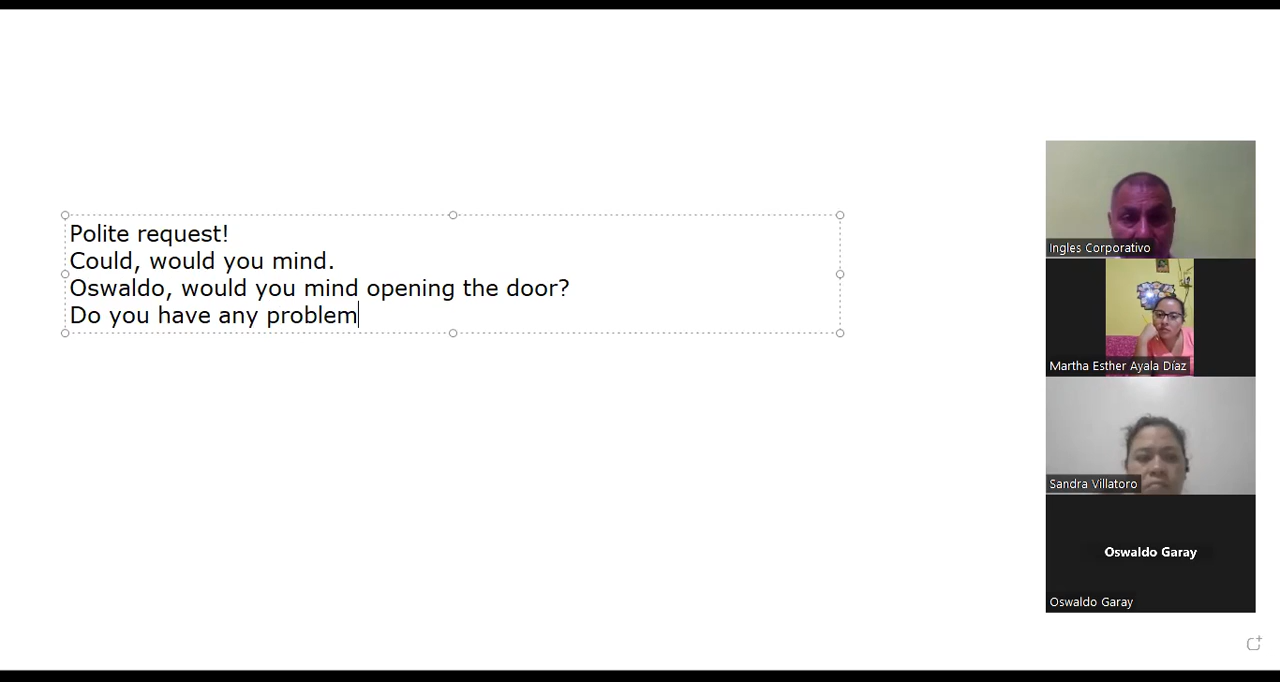 Polite request!
Could, would you mind.
Oswaldo, would you mind opening the door?
Do you have any problem
Ingles Corporativo
Martha Esther Ayala Díaz
Sandra Villatoro
Oswaldo Garay
Oswaldo Garay